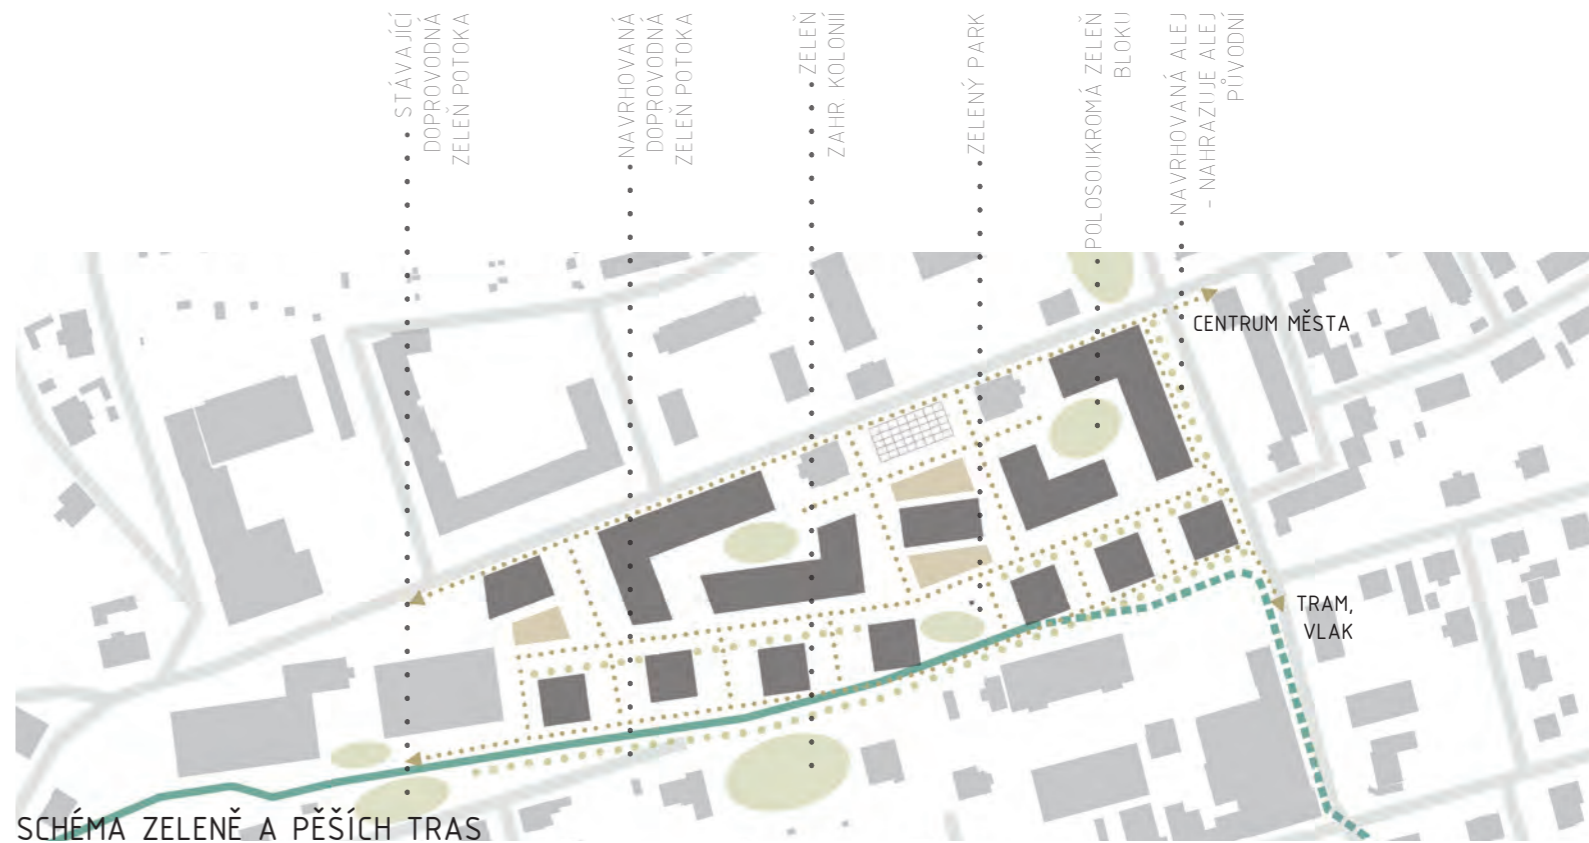 STÁVAJÍCÍ
DOPROVODNÁ
ZELEŇ POTOKA
NAVRHOVANÁ
DOPROVODNÁ
ZELEŇ POTOKA
ZELEŇ
ZAHR. KOLONIÍ
ZELENÝ PARK
POLOSOUKROMÁ ZELEŇ
BLOKU
NAVRHOVANÁ ALEJ
- NAHRAZUJE ALEJ
PŮVODNÍ
CENTRUM MĚSTA
TRAM,
VLAK
SCHÉMA ZELENĚ A PĚŠÍCH TRAS